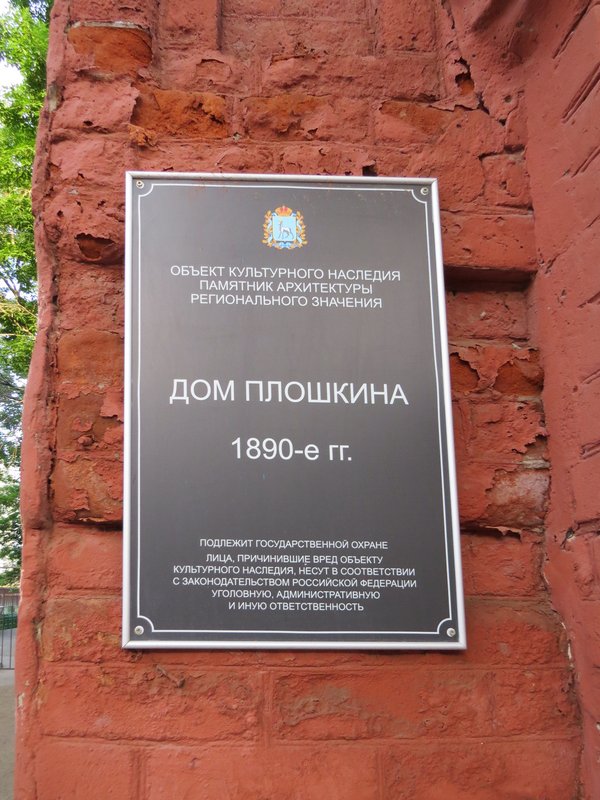 ОБЪЕКТ КУЛЬТУРНОГО НАСЛЕДИЯ
ПАМЯТНИК АРХИТЕКТУРЫ
РЕГИОНАЛЬНОГО ЗНАЧЕНИЯ
ДОМ ПЛОШКИНА
1890-е гг.
ПОДЛЕЖИТ ГОСУДАРСТВЕННОЙ ОХРАНЕ
ЛИЦА, ПРИЧИНИВШИЕ ВРЕД ОБЪЕКТУ
КУЛЬТУРНОГО НАСЛЕДИЯ, НЕСУТ В СООТВЕТСТВИИ
С ЗАКОНОДАТЕЛЬСТВОМ РОССИЙСКОЙ ФЕДЕРАЦИИ
УГОЛОВНУЮ, АДМИНИСТРАТИВНУЮ
И ИНУЮ ОТВЕТСТВЕННОСТЬ